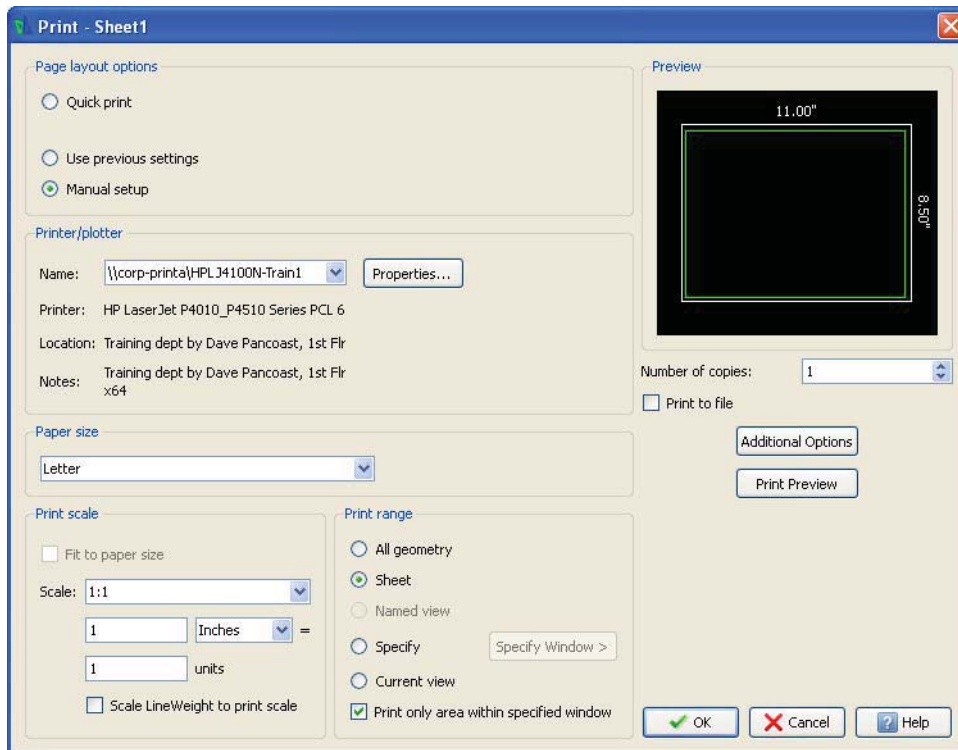 Print - Sheet1
Page layout options
Quick print
Use previous settings
Manual setup
Printer/plotter
Name: \\corp-printa\HPLJ4100N-Train1 Properties...
Printer: HP LaserJet P4010_P4510 Series PCL 6
Location: Training dept by Dave Pancoast, 1st Flr
Notes: Training dept by Dave Pancoast, 1st Flr
x64
Paper size
Letter
Print scale
Fit to paper size
Scale: 1:1
1 Inches =
1 units
Scale LineWeight to print scale
Print range
All geometry
Sheet
Named view
Specify Specify Window >
Current view
Print only area within specified window
Preview
11.00"
8.50"
Number of copies: 1
Print to file
Additional Options
Print Preview
OK Cancel ? Help